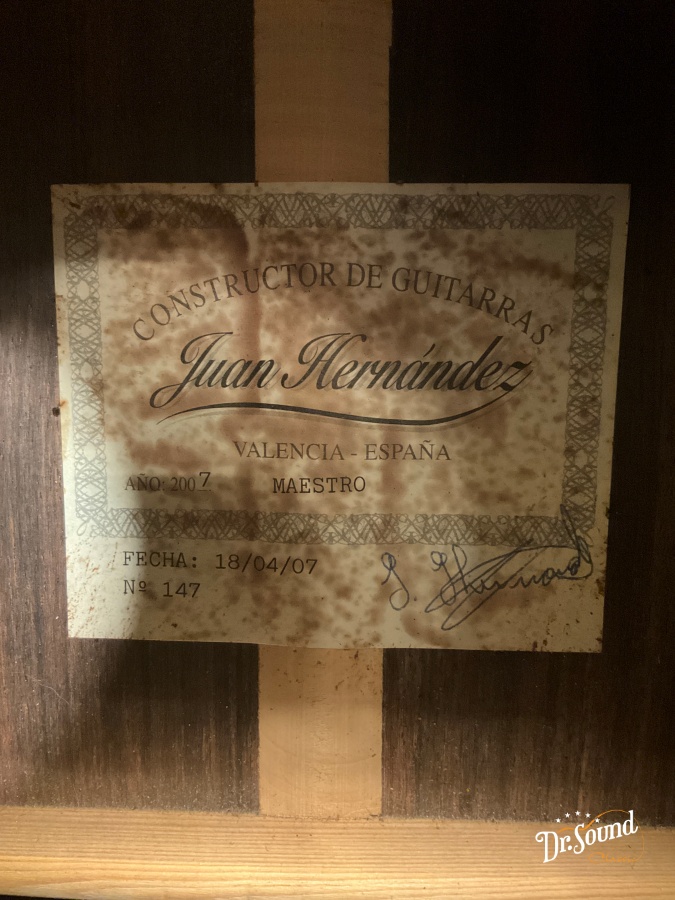 CONSTRUCTOR DE GUITARRAS
Juan Hernández
VALENCIA - ESPAÑA
AÑO: 2007 MAESTRO
FECHA: 18/04/07
Nº 147
Dr. Sound